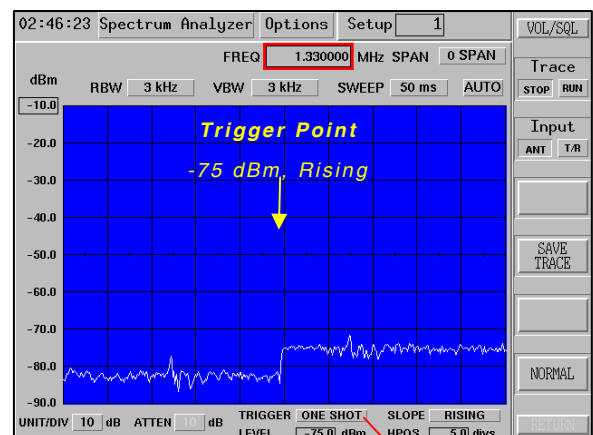 02:46:23 Spectrum Analyzer Options Setup 1 VOL/SQL
FREQ 1.330000 MHz SPAN 0 SPAN
Trace
STOP RUN
dBm RBW 3 kHz VBW 3 kHz SWEEP 50 ms AUTO
-10.0
Trigger Point
Input
ANT T/R
-20.0
-75 dBm, Rising
-30.0
-40.0
-50.0
SAVE
TRACE
-60.0
-70.0
-80.0
NORMAL
-90.0
UNIT/DIV 10 dB ATTEN 10 dB TRIGGER ONE SHOT SLOPE RISING
RETURN
LEVEL -75.0 dBm HPOS 5.0 divs